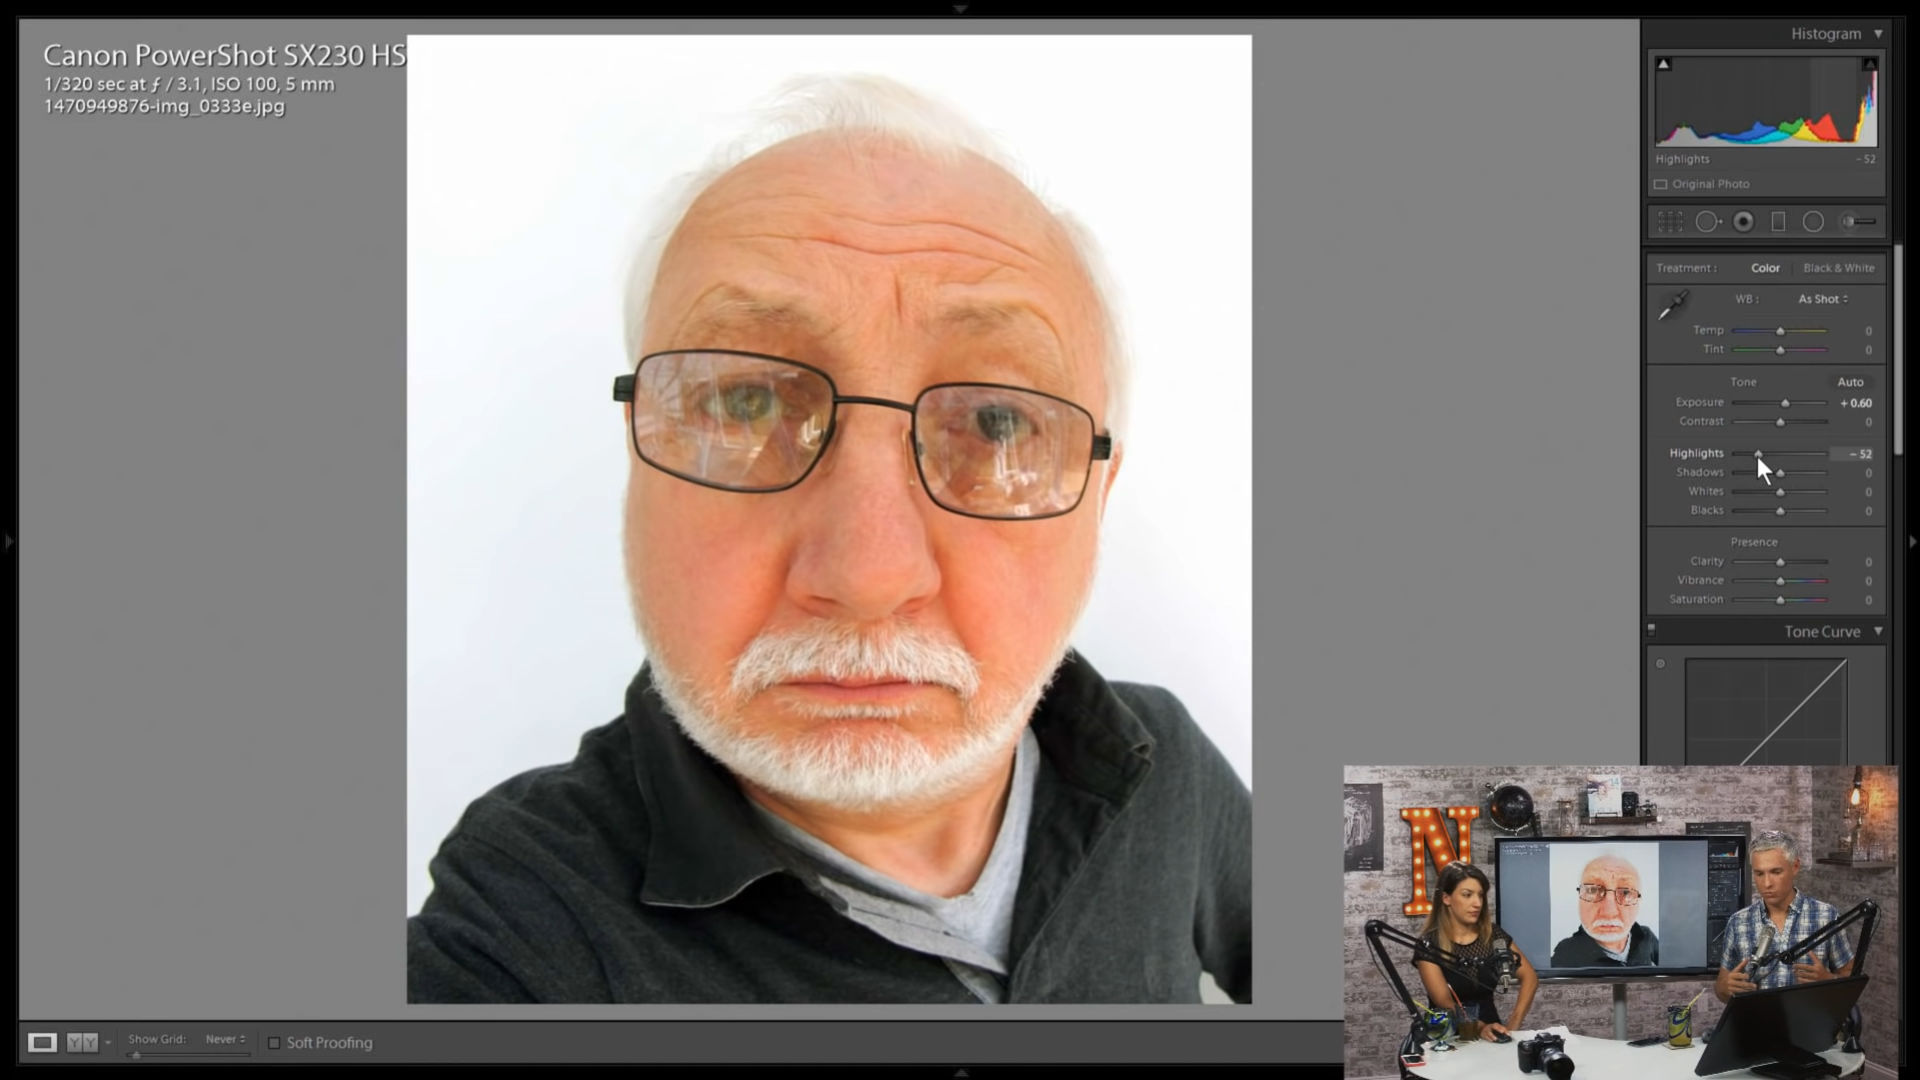 Canon PowerShot SX230 HS
1/320 sec at ƒ / 3.1, ISO 100, 5 mm
1470949876-img_0333e.jpg
Histogram
Highlights - 52
Original Photo
Treatment : Color Black & White
WB : As Shot
Temp 0
Tint 0
Tone Auto
Exposure + 0.60
Contrast 0
Highlights - 52
Shadows 0
Whites 0
Blacks 0
Presence
Clarity 0
Vibrance 0
Saturation 0
Tone Curve
N
Y Y Show Grid: Never Soft Proofing